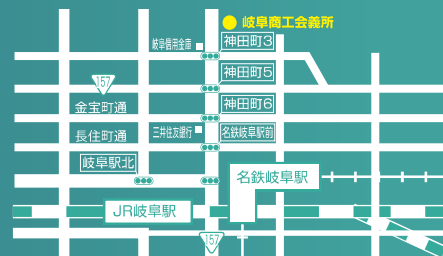 岐阜商工会議所
岐阜信用金庫
神田町3
神田町5
157
神田町6
金宝町通
長住町通
三井住友銀行
名鉄岐阜駅前
岐阜駅北
名鉄岐阜駅
JR岐阜駅
157